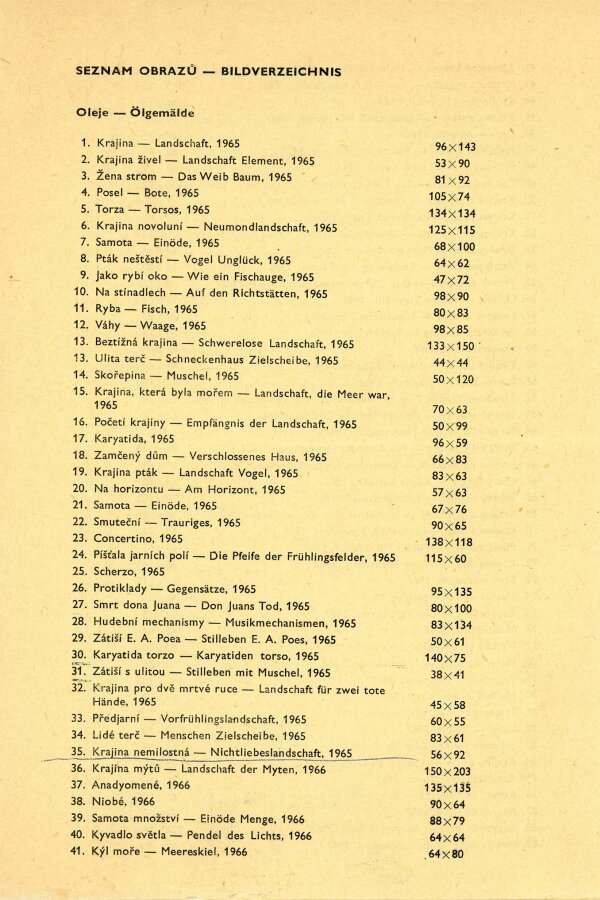 SEZNAM OBRAZŮ — BILDVERZEICHNIS
Oleje — Ölgemälde
1. Krajina — Landschaft, 1965 96×143
2. Krajina živel — Landschaft Element, 1965 53×90
3. Žena strom — Das Weib Baum, 1965 81×92
4. Posel — Bote, 1965 105×74
5. Torza — Torsos, 1965 134×134
6. Krajina novoluní — Neumondlandschaft, 1965 125×115
7. Samota — Einöde, 1965 68×100
8. Pták neštěstí — Vogel Unglück, 1965 64×62
9. Jako rybí oko — Wie ein Fischauge, 1965 47×72
10. Na stínadlech — Auf den Richtstätten, 1965 98×90
11. Ryba — Fisch, 1965 80×83
12. Váhy — Waage, 1965 98×85
13. Beztížná krajina — Schwerelose Landschaft, 1965 133×150
13. Ulita terč — Schneckenhaus Zielscheibe, 1965 44×44
14. Skořepina — Muschel, 1965 50×120
15. Krajina, která byla mořem — Landschaft, die Meer war,
1965 70×63
16. Početí krajiny — Empfängnis der Landschaft, 1965 50×99
17. Karyatida, 1965 96×59
18. Zamčený dům — Verschlossenes Haus, 1965 66×83
19. Krajina pták — Landschaft Vogel, 1965 83×63
20. Na horizontu — Am Horizont, 1965 57×63
21. Samota — Einöde, 1965 67×76
22. Smuteční — Trauriges, 1965 90×65
23. Concertino, 1965 138×118
24. Píšťala jarních polí — Die Pfeife der Frühlingsfelder, 1965 115×60
25. Scherzo, 1965
26. Protiklady — Gegensätze, 1965 95×135
27. Smrt dona Juana — Don Juans Tod, 1965 80×100
28. Hudební mechanismy — Musikmechanismen, 1965 83×134
29. Zátiší E. A. Poea — Stilleben E. A. Poes, 1965 50×61
30. Karyatida torzo — Karyatiden torso, 1965 140×75
31. Zátiší s ulitou — Stilleben mit Muschel, 1965 38×41
32. Krajina pro dvě mrtvé ruce — Landschaft für zwei tote
Hände, 1965 45×58
33. Předjarní — Vorfrühlingslandschaft, 1965 60×55
34. Lidé terč — Menschen Zielscheibe, 1965 83×61
35. Krajina nemilostná — Nichtliebeslandschaft, 1965 56×92
36. Krajina mýtů — Landschaft der Myten, 1966 150×203
37. Anadyomené, 1966 135×135
38. Niobé, 1966 90×64
39. Samota množství — Einöde Menge, 1966 88×79
40. Kyvadlo světla — Pendel des Lichts, 1966 64×64
41. Kýl moře — Meereskiel, 1966 64×80